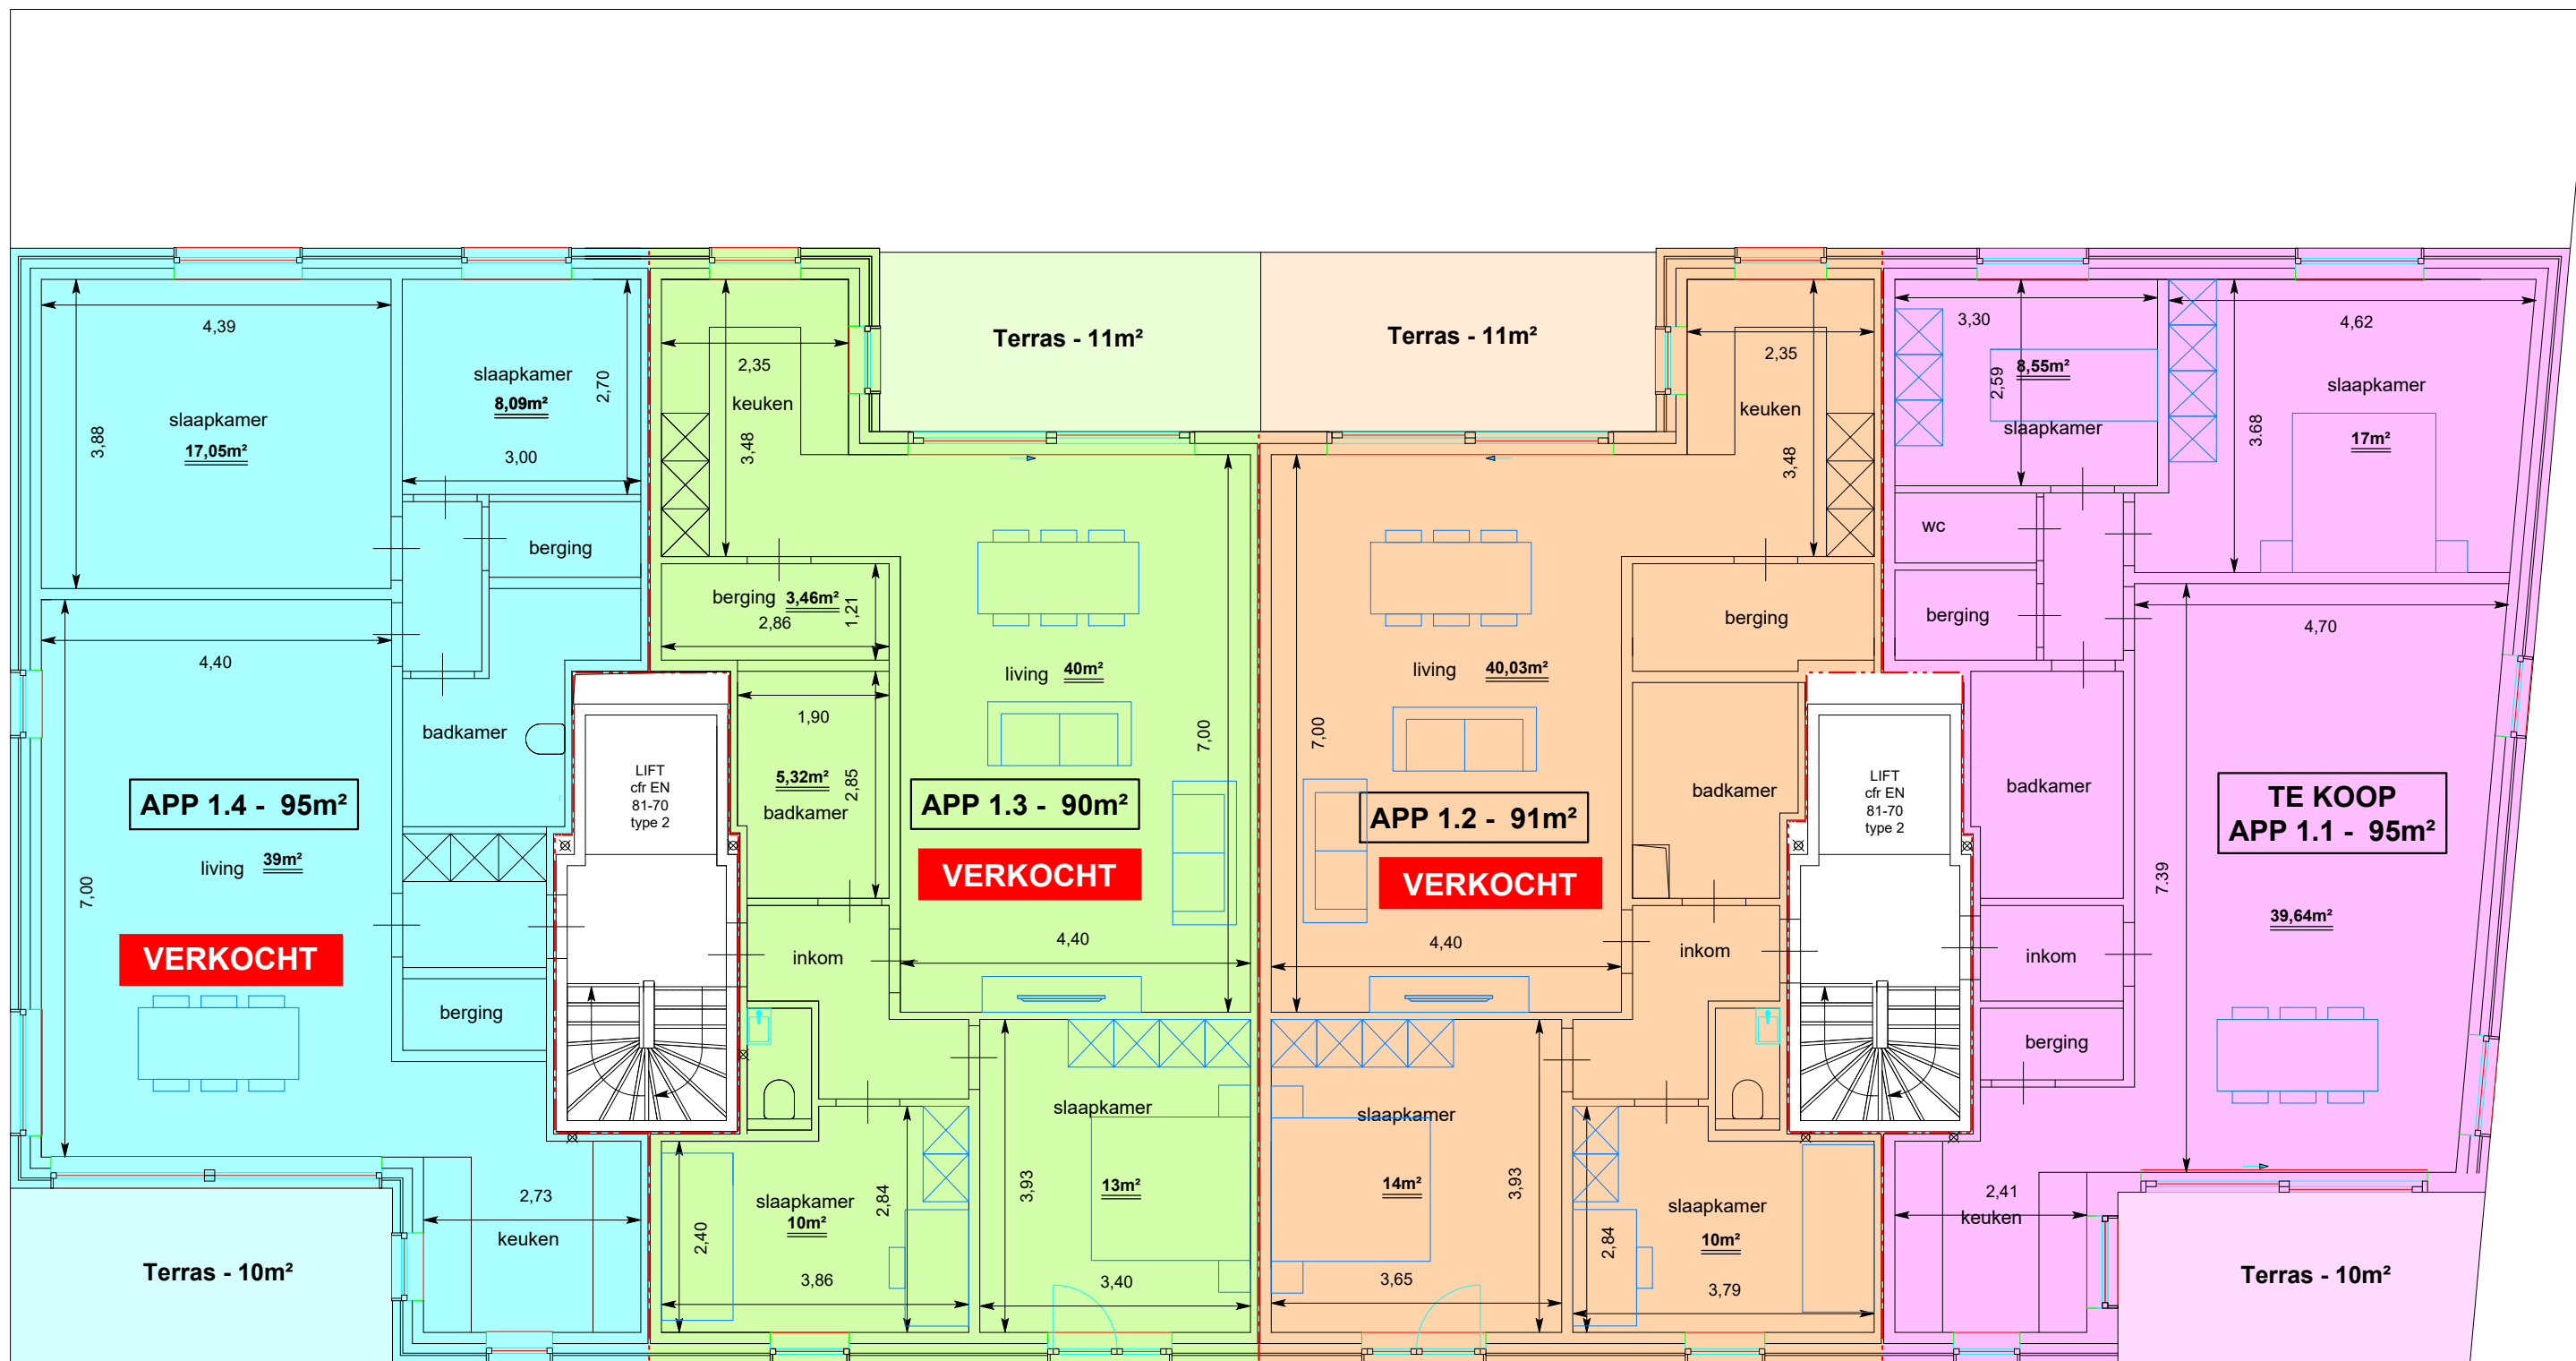 4,39
slaapkamer
17,05m²
3,88
slaapkamer
8,09m²
2,70
3,00
berging
4,40
badkamer
APP 1.4 - 95m²
living 39m²
7,00
VERKOCHT
berging
2,73
keuken
Terras - 10m²
LIFT
cfr EN
81-70
type 2
2,35
keuken
3,48
Terras - 11m²
berging 3,46m²
2,86
1,21
living 40m²
1,90
5,32m²
2,85
badkamer
7,00
APP 1.3 - 90m²
VERKOCHT
4,40
inkom
slaapkamer
10m²
2,84
2,40
3,86
slaapkamer
13m²
3,93
3,40
Terras - 11m²
2,35
keuken
3,48
berging
living 40,03m²
7,00
badkamer
APP 1.2 - 91m²
VERKOCHT
4,40
inkom
slaapkamer
14m²
3,93
3,65
slaapkamer
10m²
2,84
3,79
LIFT
cfr EN
81-70
type 2
3,30
8,55m²
2,59
slaapkamer
4,62
slaapkamer
17m²
3.68
wc
berging
4,70
badkamer
TE KOOP
APP 1.1 - 95m²
7.39
39,64m²
inkom
berging
2,41
keuken
Terras - 10m²